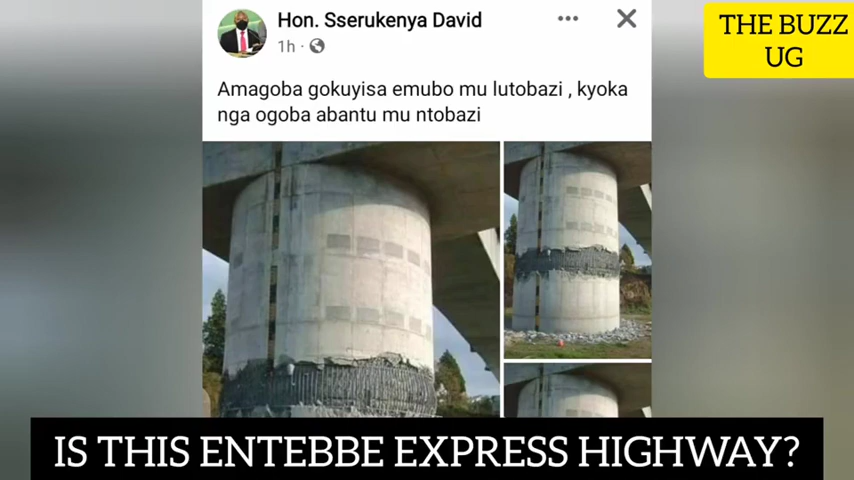 Hon. Sserukenya David
1h
THE BUZZ
UG
Amagoba gokuyisa emubo mu lutobazi , kyoka
nga ogoba abantu mu ntobazi
IS THIS ENTEBBE EXPRESS HIGHWAY?